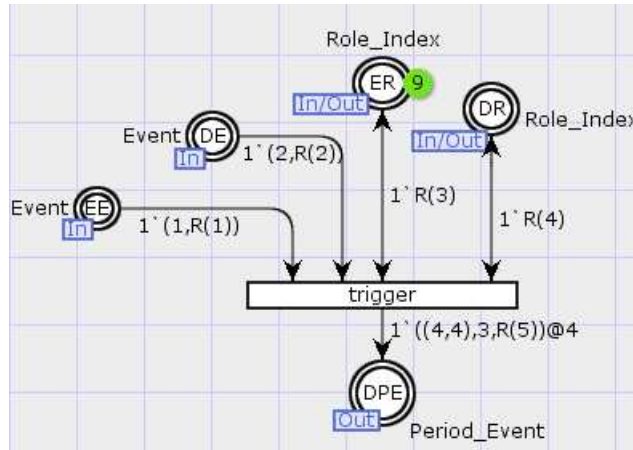 Role_Index
ER
9
In/Out
DR
In/Out
Role_Index
Event
DE
In
1`(2,R(2))
1`R(3)
1`R(4)
Event
EE
In
1`(1,R(1))
trigger
1`((4,4),3,R(5))@4
DPE
Out
Period_Event